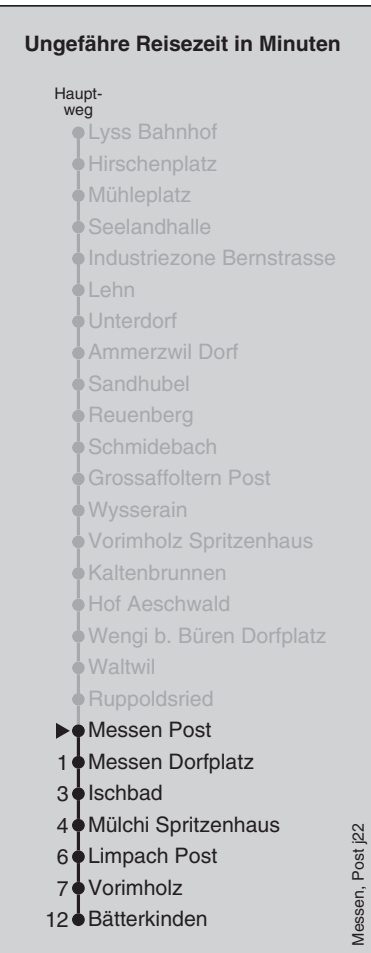 Ungefähre Reisezeit in Minuten
Haupt-
weg
Lyss Bahnhof
Hirschenplatz
Mühleplatz
Seelandhalle
Industriezone Bernstrasse
Lehn
Unterdorf
Ammerzwil Dorf
Sandhubel
Reuenberg
Schmidebach
Grossaffoltern Post
Wysserain
Vorimholz Spritzenhaus
Kaltenbrunnen
Hof Aeschwald
Wengi b. Büren Dorfplatz
Waltwil
Ruppoldsried
Messen Post
1 Messen Dorfplatz
3 Ischbad
4 Mülchi Spritzenhaus
6 Limpach Post
7 Vorimholz
12 Bätterkinden
Messen, Post j22